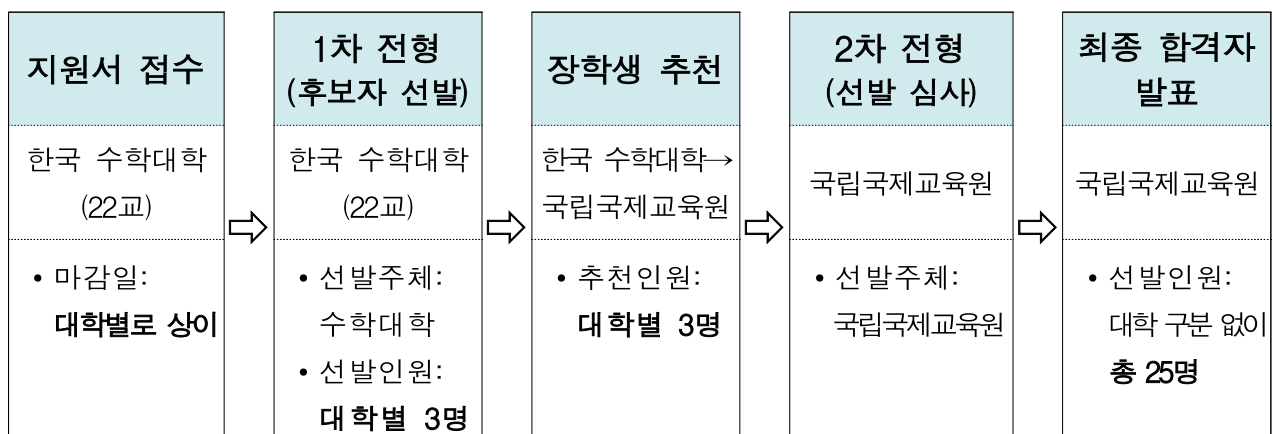 지원서 접수
한국 수학대학
(22교)
• 마감일:
대학별로 상이
⇨
1차 전형
(후보자 선발)
한국 수학대학
(22교)
• 선발주체:
수학대학
• 선발인원:
대학별 3명
⇨
장학생 추천
한국 수학대학→
국립국제교육원
• 추천인원:
대학별 3명
⇨
2차 전형
(선발 심사)
국립국제교육원
• 선발주체:
국립국제교육원
⇨
최종 합격자
발표
국립국제교육원
• 선발인원:
대학 구분 없이
총 25명